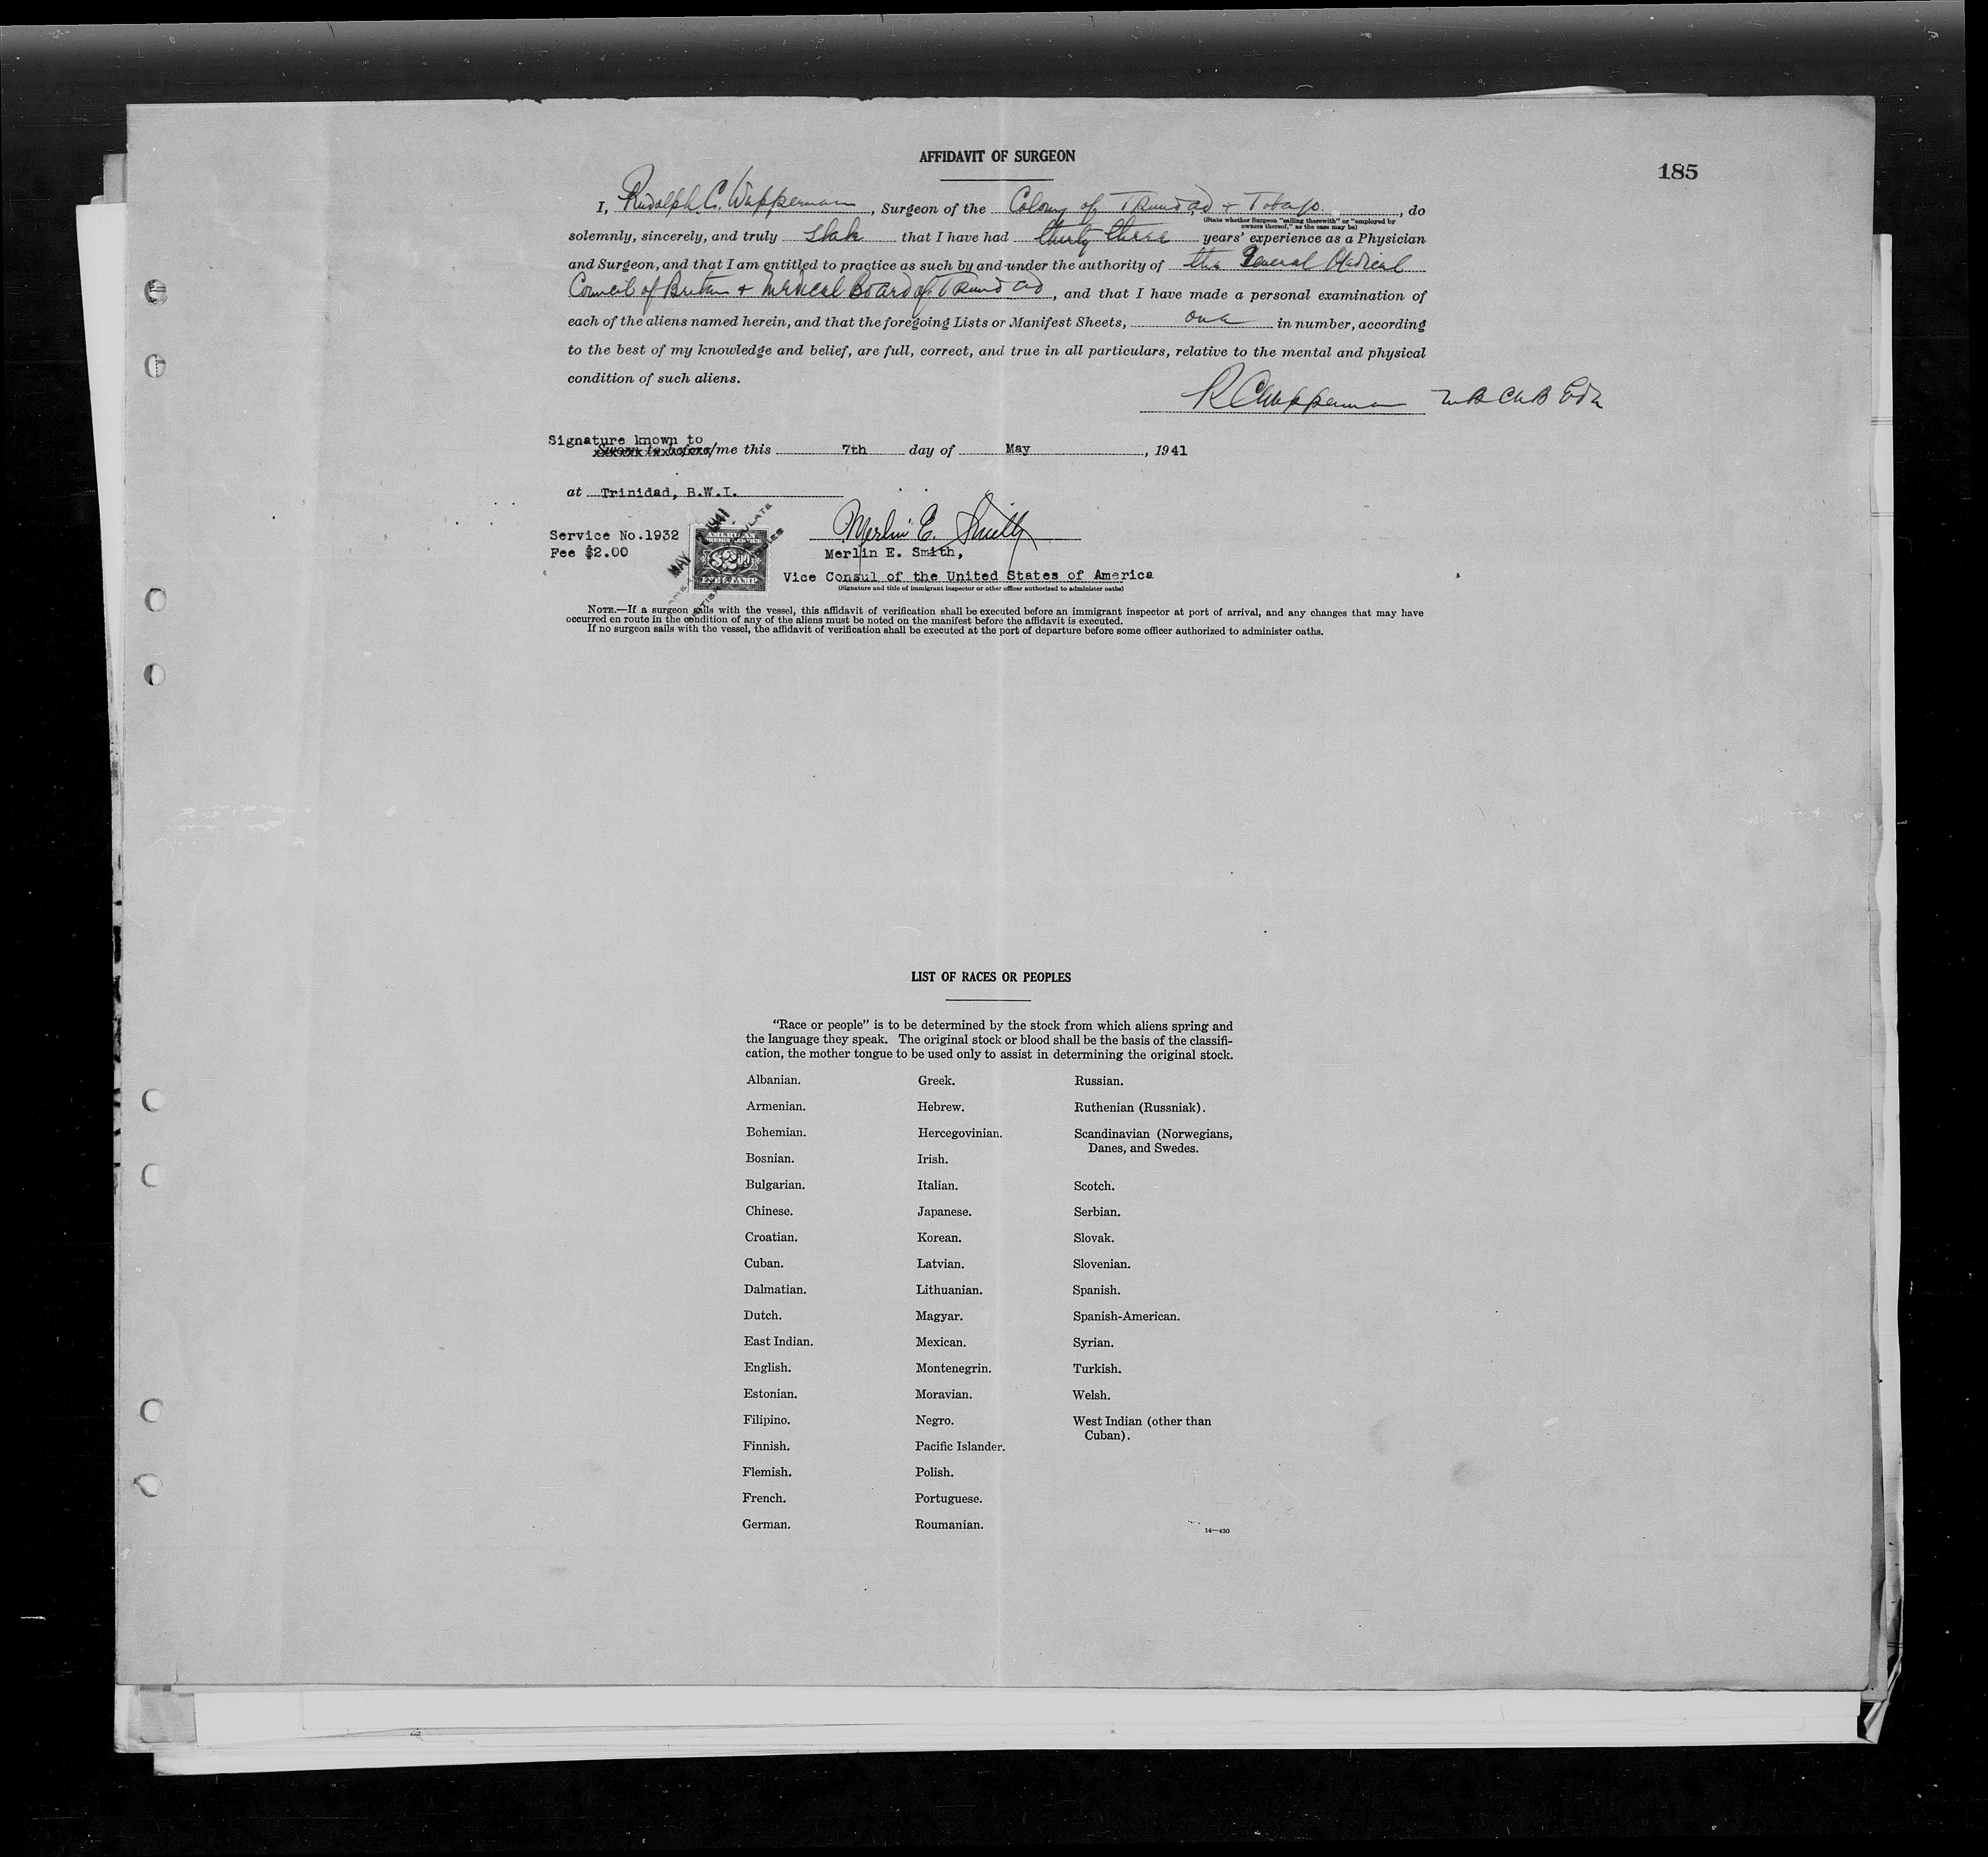 AFFIDAVIT OF SURGEON
185
I, Rudolph C. Wupperman, Surgeon of the Colony of Trinidad + Tobago, do
(State whether Surgeon "sailing therewith" or "employed by
owners thereof," as the case may be)
solemnly, sincerely, and truly state that I have had thirty three years' experience as a Physician
and Surgeon, and that I am entitled to practice as such by and under the authority of the General Medical
Council of Britain + Medical Board of Trinidad, and that I have made a personal examination of
each of the aliens named herein, and that the foregoing Lists or Manifest Sheets, one in number, according
to the best of my knowledge and belief, are full, correct, and true in all particulars, relative to the mental and physical
condition of such aliens.
R C Wupperman MB ChB Edn
Signature known to
Sworn to before/me this 7th day of May, 1941
at Trinidad, B.W.I.
Service No.1932
Fee $2.00
MAY 1941
AMERICAN
FEE STAMP
Merlin E. Smith
Merlin E. Smith,
Vice Consul of the United States of America
(Signature and title of immigrant inspector or other officer authorized to administer oaths)
NOTE.—If a surgeon sails with the vessel, this affidavit of verification shall be executed before an immigrant inspector at port of arrival, and any changes that may have
occurred en route in the condition of any of the aliens must be noted on the manifest before the affidavit is executed.
If no surgeon sails with the vessel, the affidavit of verification shall be executed at the port of departure before some officer authorized to administer oaths.
LIST OF RACES OR PEOPLES
"Race or people" is to be determined by the stock from which aliens spring and
the language they speak. The original stock or blood shall be the basis of the classifi-
cation, the mother tongue to be used only to assist in determining the original stock.
Albanian.
Armenian.
Bohemian.
Bosnian.
Bulgarian.
Chinese.
Croatian.
Cuban.
Dalmatian.
Dutch.
East Indian.
English.
Estonian.
Filipino.
Finnish.
Flemish.
French.
German.
Greek.
Hebrew.
Hercegovinian.
Irish.
Italian.
Japanese.
Korean.
Latvian.
Lithuanian.
Magyar.
Mexican.
Montenegrin.
Moravian.
Negro.
Pacific Islander.
Polish.
Portuguese.
Roumanian.
Russian.
Ruthenian (Russniak).
Scandinavian (Norwegians,
Danes, and Swedes.
Scotch.
Serbian.
Slovak.
Slovenian.
Spanish.
Spanish-American.
Syrian.
Turkish.
Welsh.
West Indian (other than
Cuban).
14—430